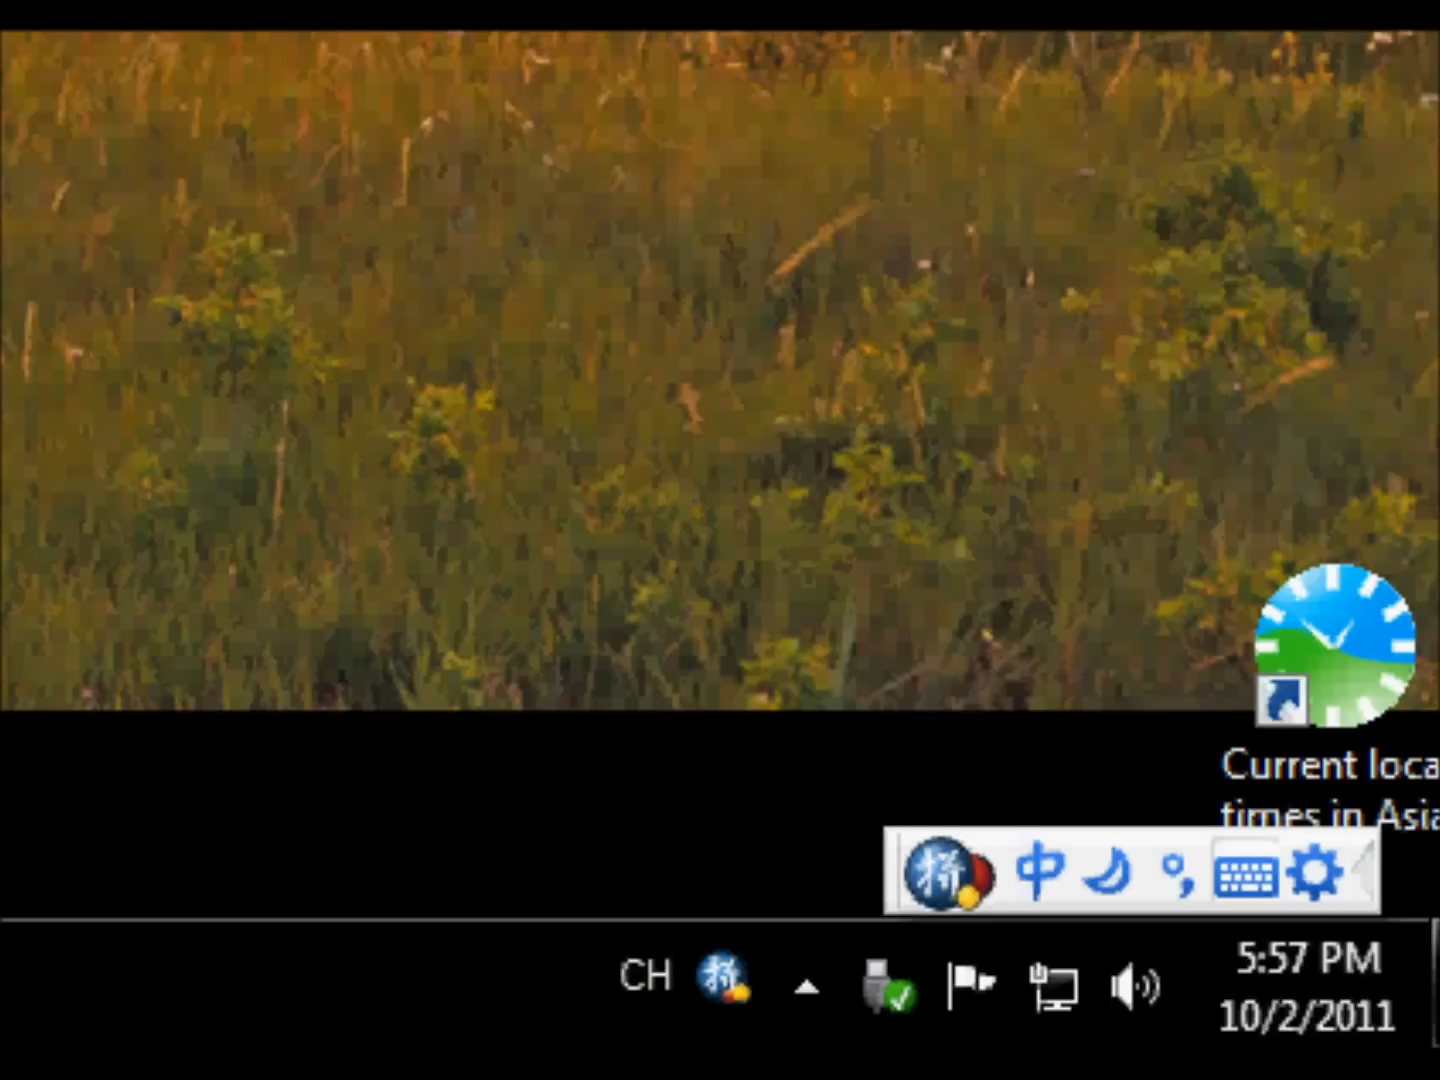 Current loca
times in Asia
中
CH
5:57 PM
10/2/2011